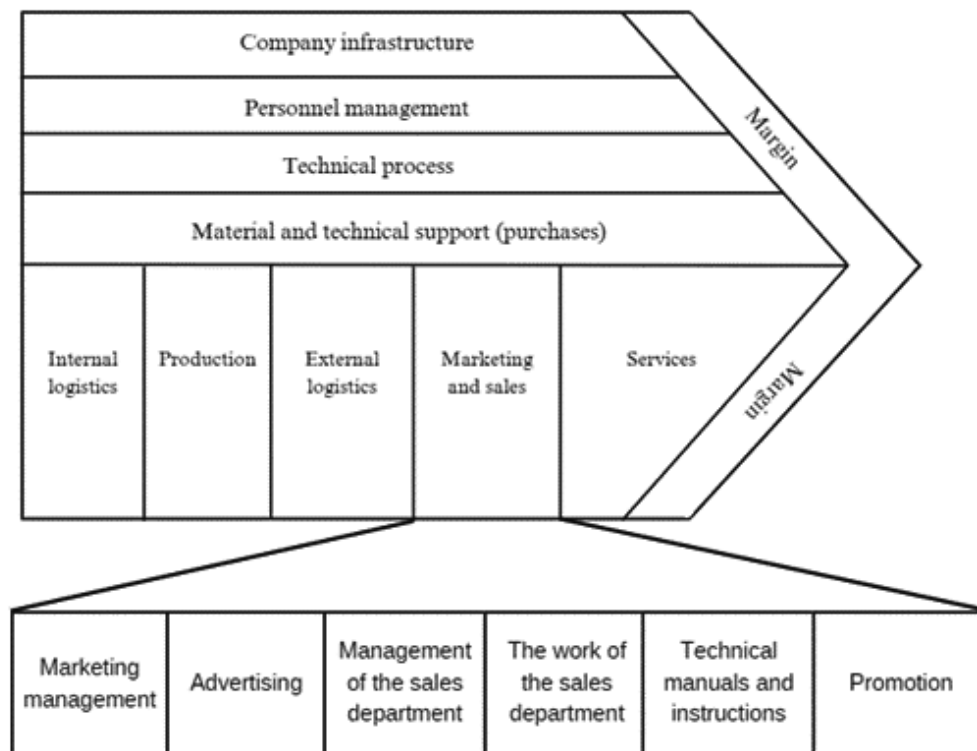 Company infrastructure
Personnel management
Technical process
Material and technical support (purchases)
Margin
Internal
logistics
Production
External
logistics
Marketing
and sales
Services
Margin
Marketing
management
Advertising
Management
of the sales
department
The work of
the sales
department
Technical
manuals and
instructions
Promotion